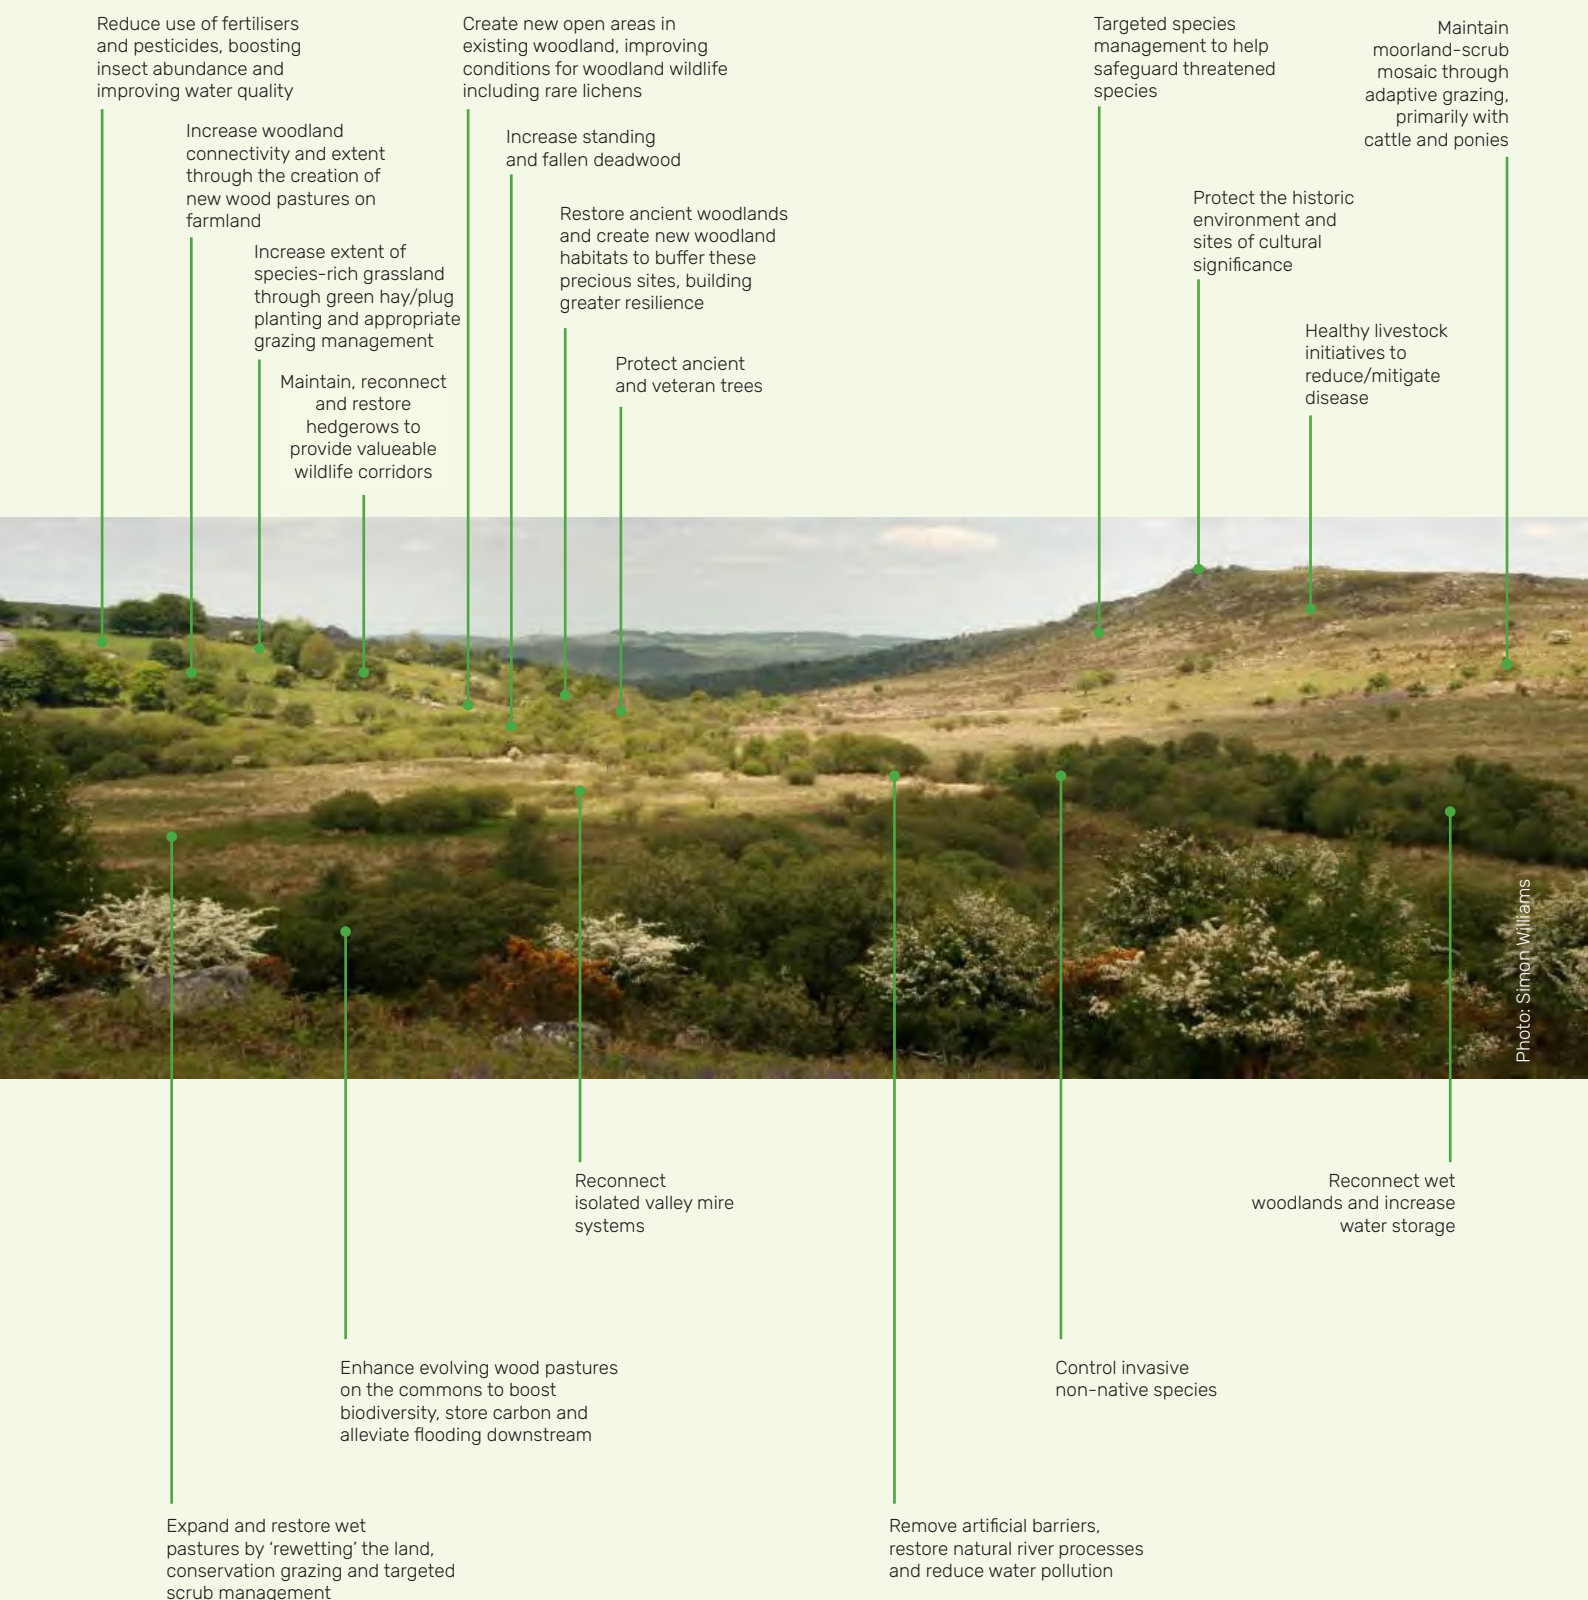 Reduce use of fertilisers
and pesticides, boosting
insect abundance and
improving water quality
Increase woodland
connectivity and extent
through the creation of
new wood pastures on
farmland
Increase extent of
species-rich grassland
through green hay/plug
planting and appropriate
grazing management
Maintain, reconnect
and restore
hedgerows to
provide valueable
wildlife corridors
Create new open areas in
existing woodland, improving
conditions for woodland wildlife
including rare lichens
Increase standing
and fallen deadwood
Restore ancient woodlands
and create new woodland
habitats to buffer these
precious sites, building
greater resilience
Protect ancient
and veteran trees
Targeted species
management to help
safeguard threatened
species
Protect the historic
environment and
sites of cultural
significance
Healthy livestock
initiatives to
reduce/mitigate
disease
Maintain
moorland-scrub
mosaic through
adaptive grazing,
primarily with
cattle and ponies
Photo: Simon Williams
Reconnect
isolated valley mire
systems
Reconnect wet
woodlands and increase
water storage
Enhance evolving wood pastures
on the commons to boost
biodiversity, store carbon and
alleviate flooding downstream
Control invasive
non-native species
Expand and restore wet
pastures by ‘rewetting’ the land,
conservation grazing and targeted
scrub management
Remove artificial barriers,
restore natural river processes
and reduce water pollution